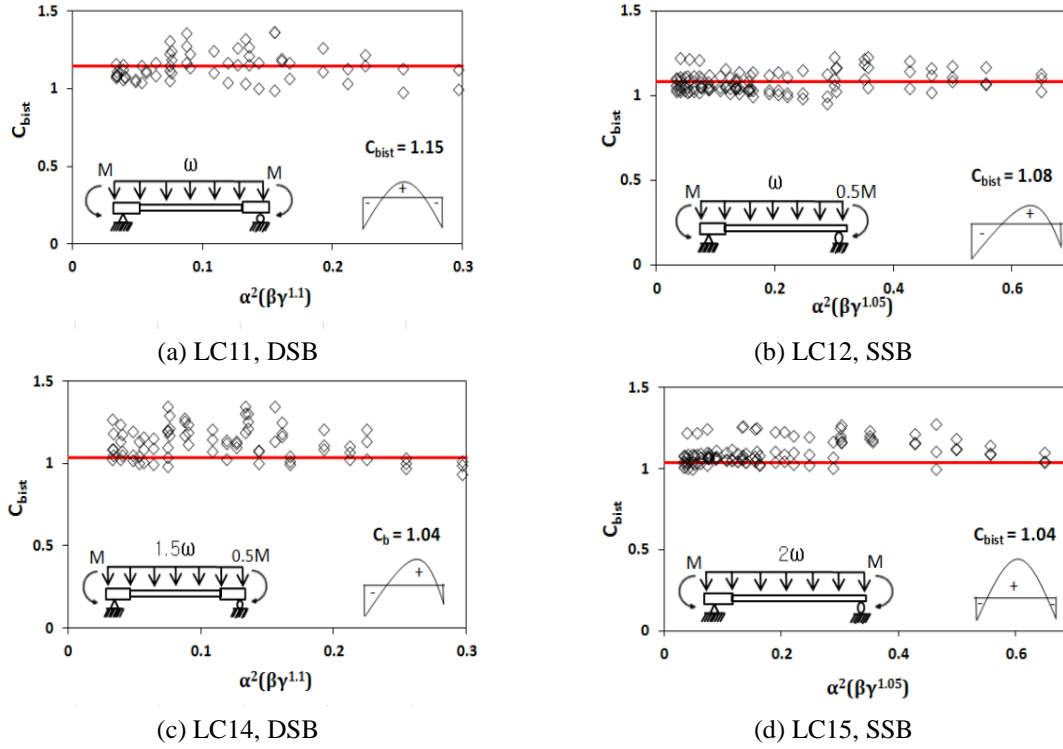 1.5
1
0.5
0
C_bist
M
ω
M
C_bist = 1.15
+
-
-
0
0.1
0.2
0.3
α²(βγ^1.1)
(a) LC11, DSB
1.5
1
0.5
0
C_bist
M
ω
0.5M
C_bist = 1.08
+
-
0
0.2
0.4
0.6
α²(βγ^1.05)
(b) LC12, SSB
1.5
1
0.5
0
C_bist
M
1.5ω
0.5M
C_b = 1.04
+
-
0
0.1
0.2
0.3
α²(βγ^1.1)
(c) LC14, DSB
1.5
1
0.5
0
C_bist
M
2ω
M
C_bist = 1.04
+
-
-
0
0.2
0.4
0.6
α²(βγ^1.05)
(d) LC15, SSB